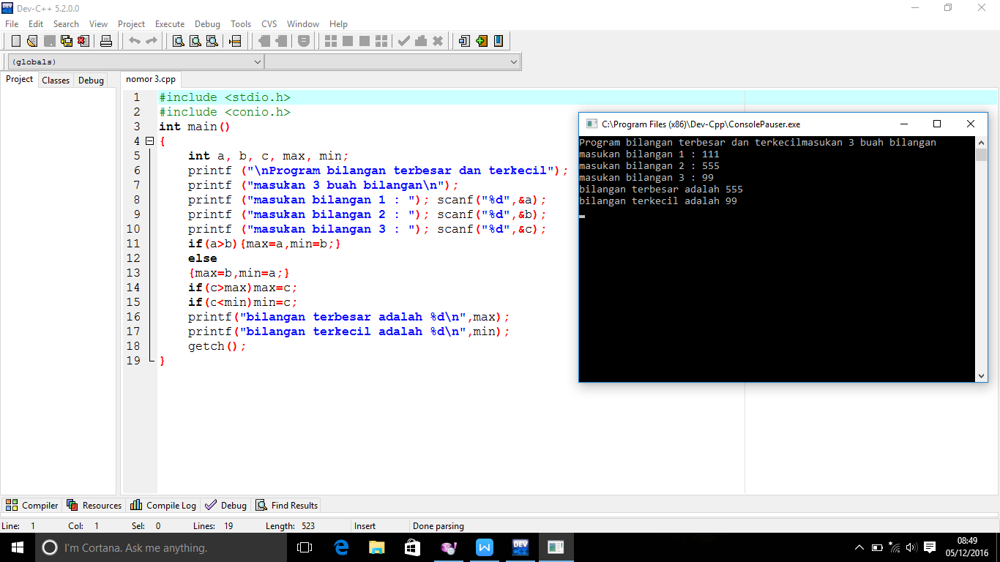 Dev-C++ 5.2.0.0
File Edit Search View Project Execute Debug Tools CVS Window Help
(globals)
Project Classes Debug
nomor 3.cpp
1 #include <stdio.h>
2 #include <conio.h>
3 int main()
4 {
5 int a, b, c, max, min;
6 printf ("\nProgram bilangan terbesar dan terkecil");
7 printf ("masukan 3 buah bilangan\n");
8 printf ("masukan bilangan 1 : "); scanf("%d",&a);
9 printf ("masukan bilangan 2 : "); scanf("%d",&b);
10 printf ("masukan bilangan 3 : "); scanf("%d",&c);
11 if(a>b){max=a,min=b;}
12 else
13 {max=b,min=a;}
14 if(c>max)max=c;
15 if(c<min)min=c;
16 printf("bilangan terbesar adalah %d\n",max);
17 printf("bilangan terkecil adalah %d\n",min);
18 getch();
19 }
C:\Program Files (x86)\Dev-Cpp\ConsolePauser.exe
Program bilangan terbesar dan terkecilmasukan 3 buah bilangan
masukan bilangan 1 : 111
masukan bilangan 2 : 555
masukan bilangan 3 : 99
bilangan terbesar adalah 555
bilangan terkecil adalah 99
Compiler Resources Compile Log Debug Find Results
Line: 1 Col: 1 Sel: 0 Lines: 19 Length: 523 Insert Done parsing
I'm Cortana. Ask me anything.
DEV C++
08:49
05/12/2016